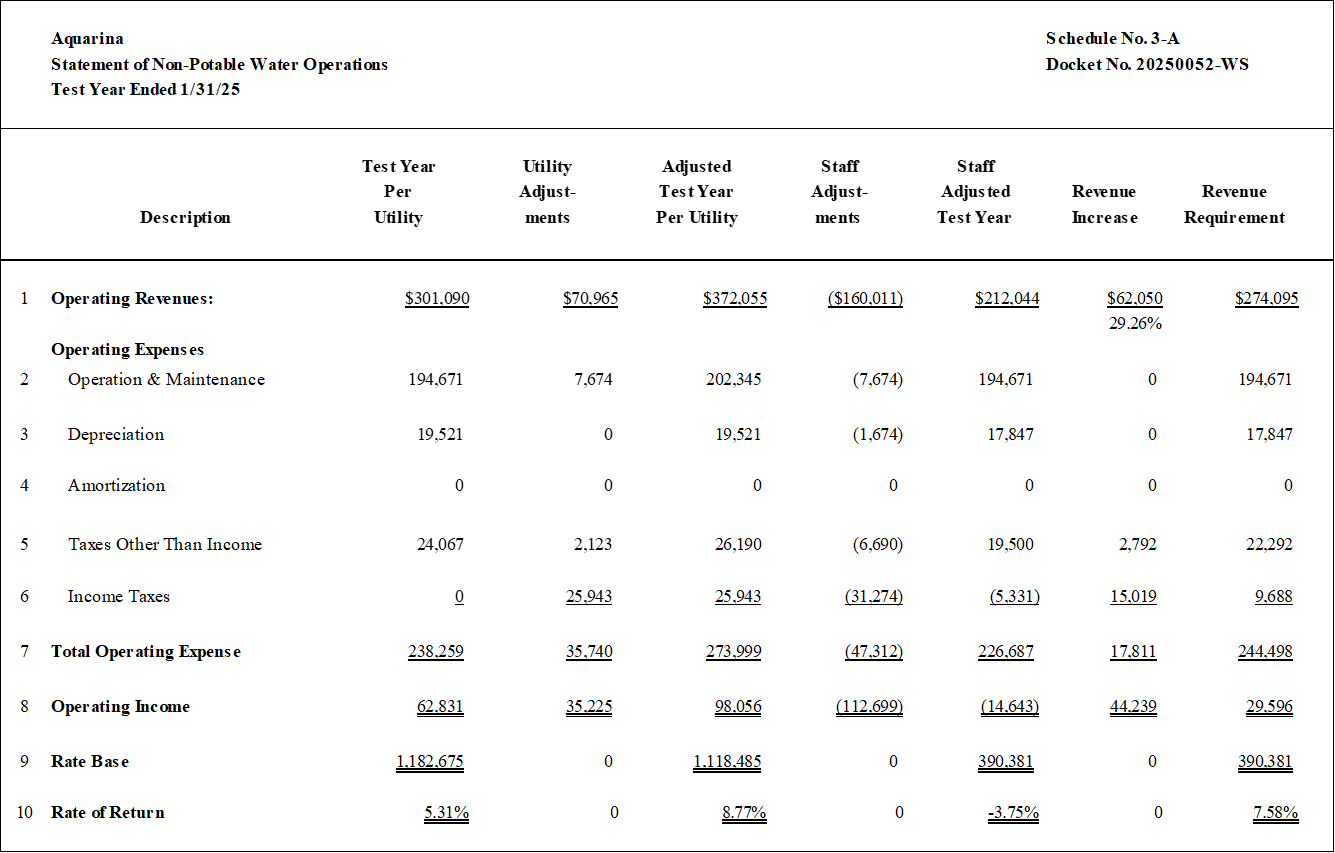 Aquarina Schedule No. 3-A
Statement of Non-Potable Water Operations Docket No. 20250052-WS
Test Year Ended 1/31/25
Test Year Utility Adjusted Staff Staff
Per Adjust- Test Year Adjust- Adjusted Revenue Revenue
Description Utility ments Per Utility ments Test Year Increase Requirement
1 Operating Revenues: $301,090 $70,965 $372,055 ($160,011) $212,044 $62,050 $274,095
29.26%
Operating Expenses
2 Operation & Maintenance 194,671 7,674 202,345 (7,674) 194,671 0 194,671
3 Depreciation 19,521 0 19,521 (1,674) 17,847 0 17,847
4 Amortization 0 0 0 0 0 0 0
5 Taxes Other Than Income 24,067 2,123 26,190 (6,690) 19,500 2,792 22,292
6 Income Taxes 0 25,943 25,943 (31,274) (5,331) 15,019 9,688
7 Total Operating Expense 238,259 35,740 273,999 (47,312) 226,687 17,811 244,498
8 Operating Income 62,831 35,225 98,056 (112,699) (14,643) 44,239 29,596
9 Rate Base 1,182,675 0 1,118,485 0 390,381 0 390,381
10 Rate of Return 5.31% 0 8.77% 0 -3.75% 0 7.58%